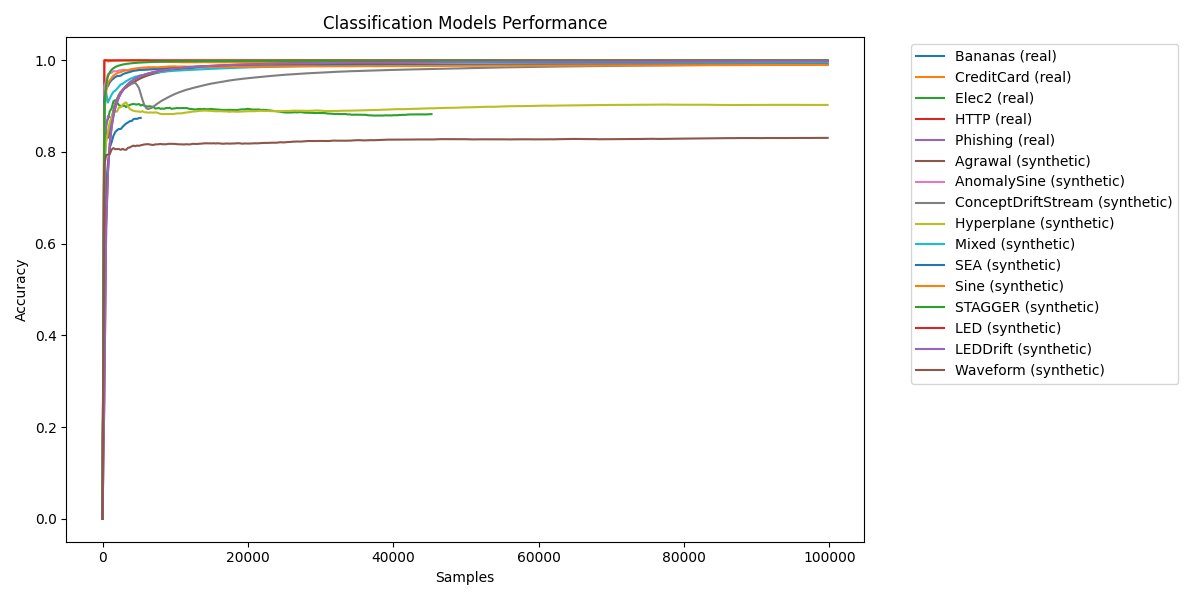 Classification Models Performance
1.0
0.8
0.6
0.4
0.2
0.0
Accuracy
0
20000
40000
60000
80000
100000
Samples
Bananas (real)
CreditCard (real)
Elec2 (real)
HTTP (real)
Phishing (real)
Agrawal (synthetic)
AnomalySine (synthetic)
ConceptDriftStream (synthetic)
Hyperplane (synthetic)
Mixed (synthetic)
SEA (synthetic)
Sine (synthetic)
STAGGER (synthetic)
LED (synthetic)
LEDDrift (synthetic)
Waveform (synthetic)